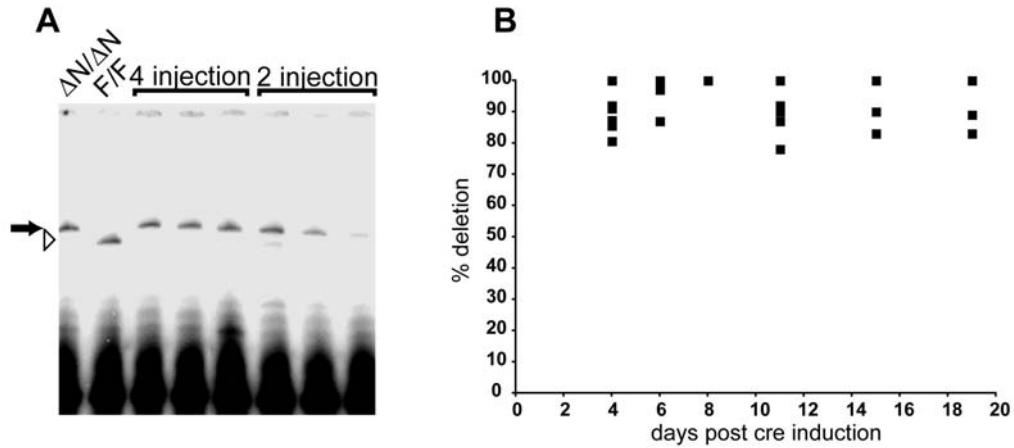 A
ΔN/ΔN
F/F
4 injection
2 injection
B
100
90
80
70
60
50
40
30
20
10
0
% deletion
0 2 4 6 8 10 12 14 16 18 20
days post cre induction